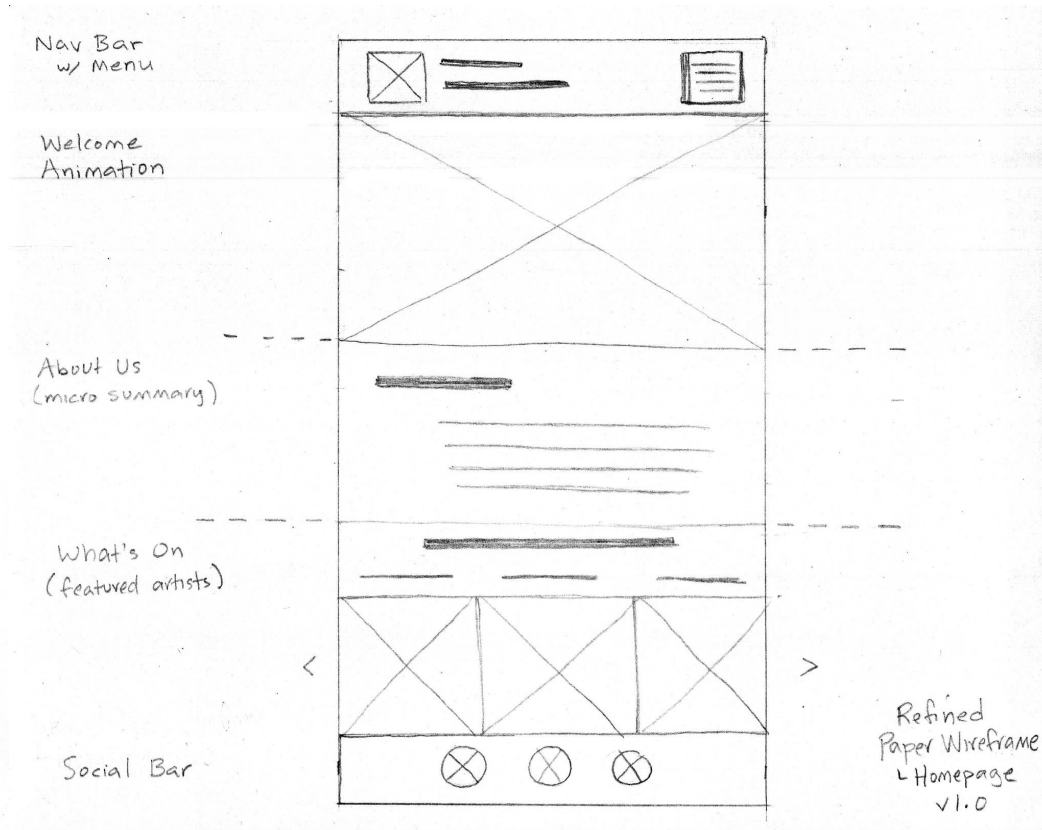 Nav Bar
w/ Menu
Welcome
Animation
About Us
(micro summary)
What's On
(featured artists)
<
>
Social Bar
Refined
Paper Wireframe
Homepage
v1.0